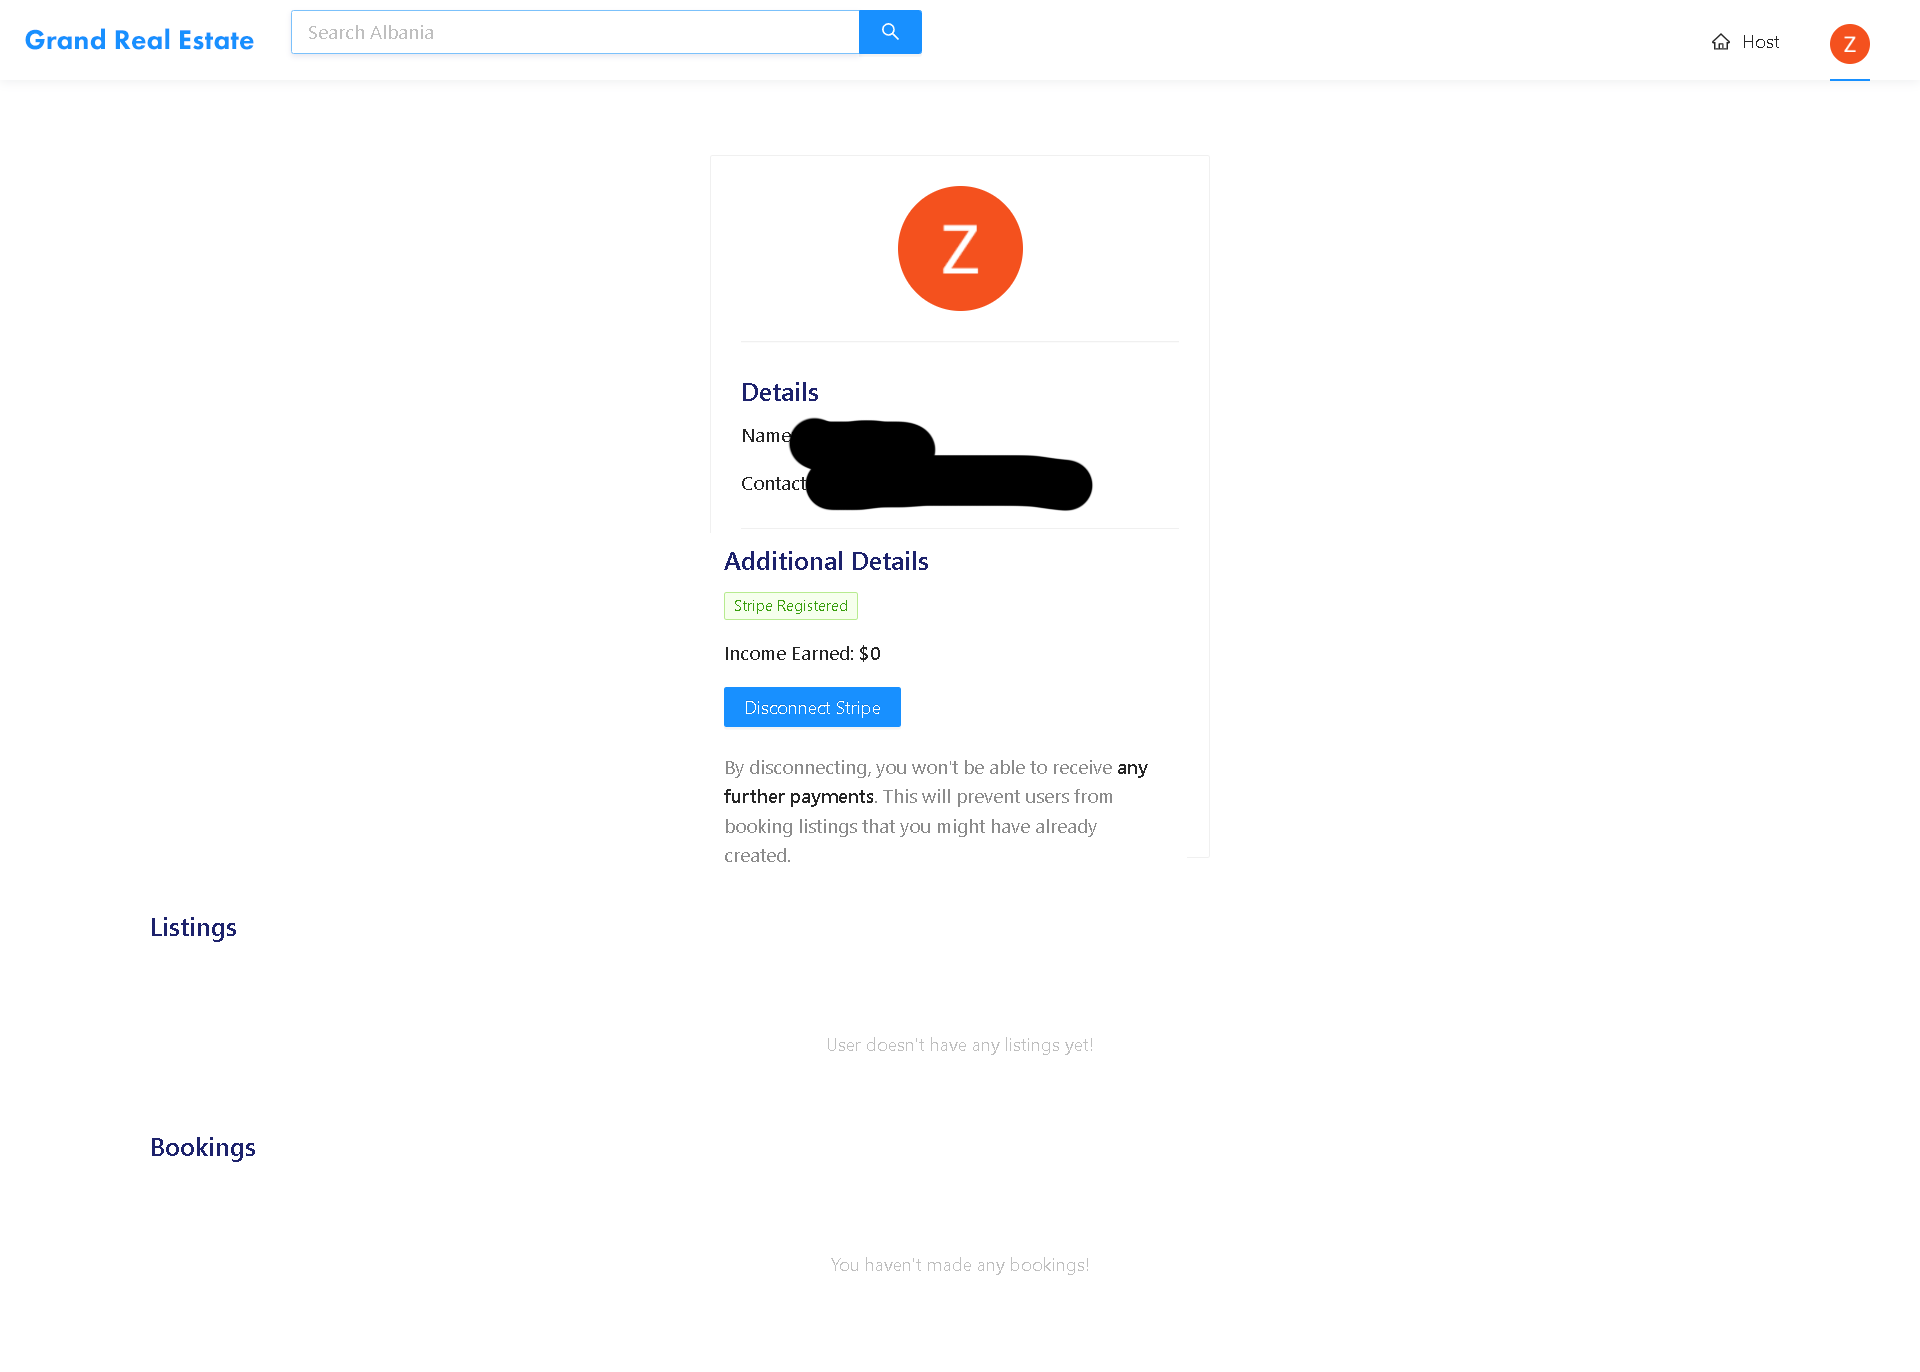 Grand Real Estate
Search Albania
Host
Z
Z
Details
Name
Contact
Additional Details
Stripe Registered
Income Earned: $0
Disconnect Stripe
By disconnecting, you won't be able to receive any
further payments. This will prevent users from
booking listings that you might have already
created.
Listings
User doesn't have any listings yet!
Bookings
You haven't made any bookings!